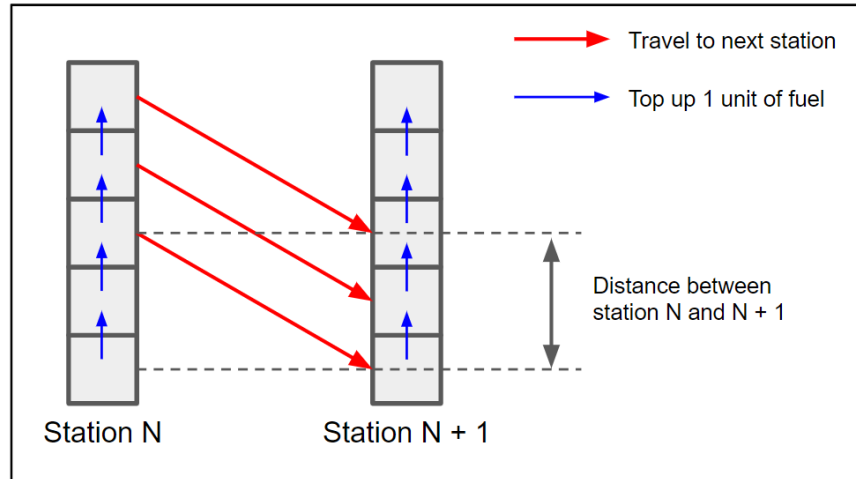 Travel to next station
Top up 1 unit of fuel
Distance between
station N and N + 1
Station N
Station N + 1